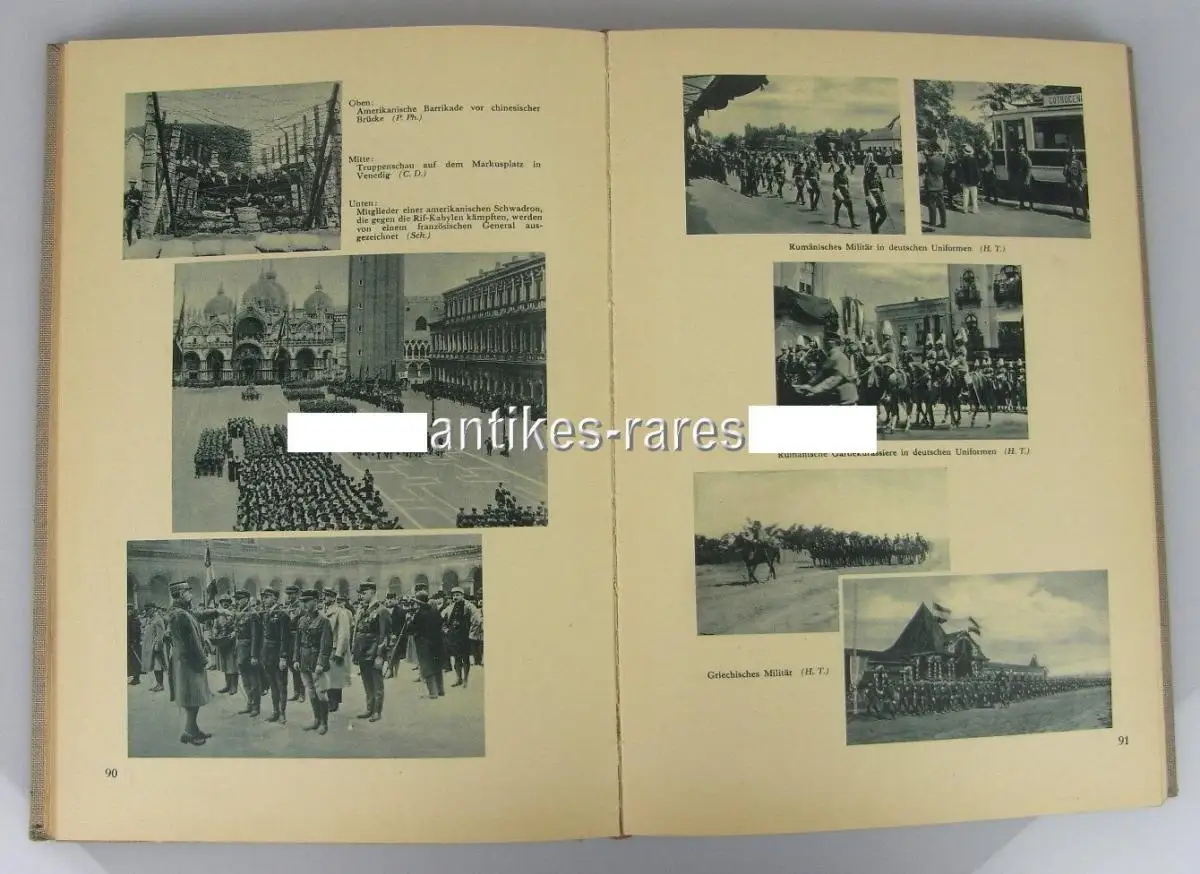 Oben:
Amerikanische Barrikade vor chinesischer
Brücke (P. Ph.)
Mitte:
Truppenschau auf dem Markusplatz in
Venedig (C. D.)
Unten:
Mitglieder einer amerikanischen Schwadron,
die gegen die Rif-Kabylen kämpften, werden
von einem französischen General aus-
gezeichnet (Sch.)
90
COTROCENI
Rumänisches Militär in deutschen Uniformen (H. T.)
antikes-rares
Rumänische Gardekürassiere in deutschen Uniformen (H. T.)
Griechisches Militär (H. T.)
91